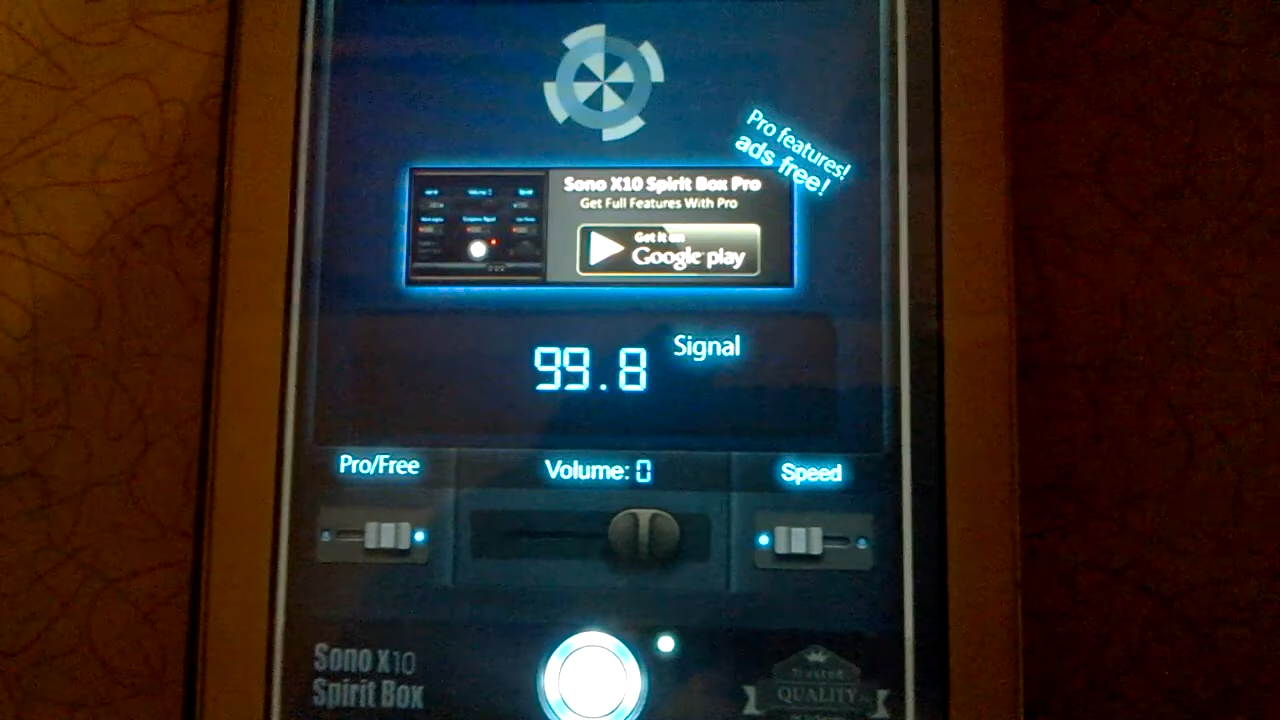 Pro features!
ads free!
Sono X10 Spirit Box Pro
Get Full Features With Pro
Get it on
Google play
Signal
99.8
Pro/Free
Volume: 0
Speed
Sono X10
Spirit Box
QUALITY